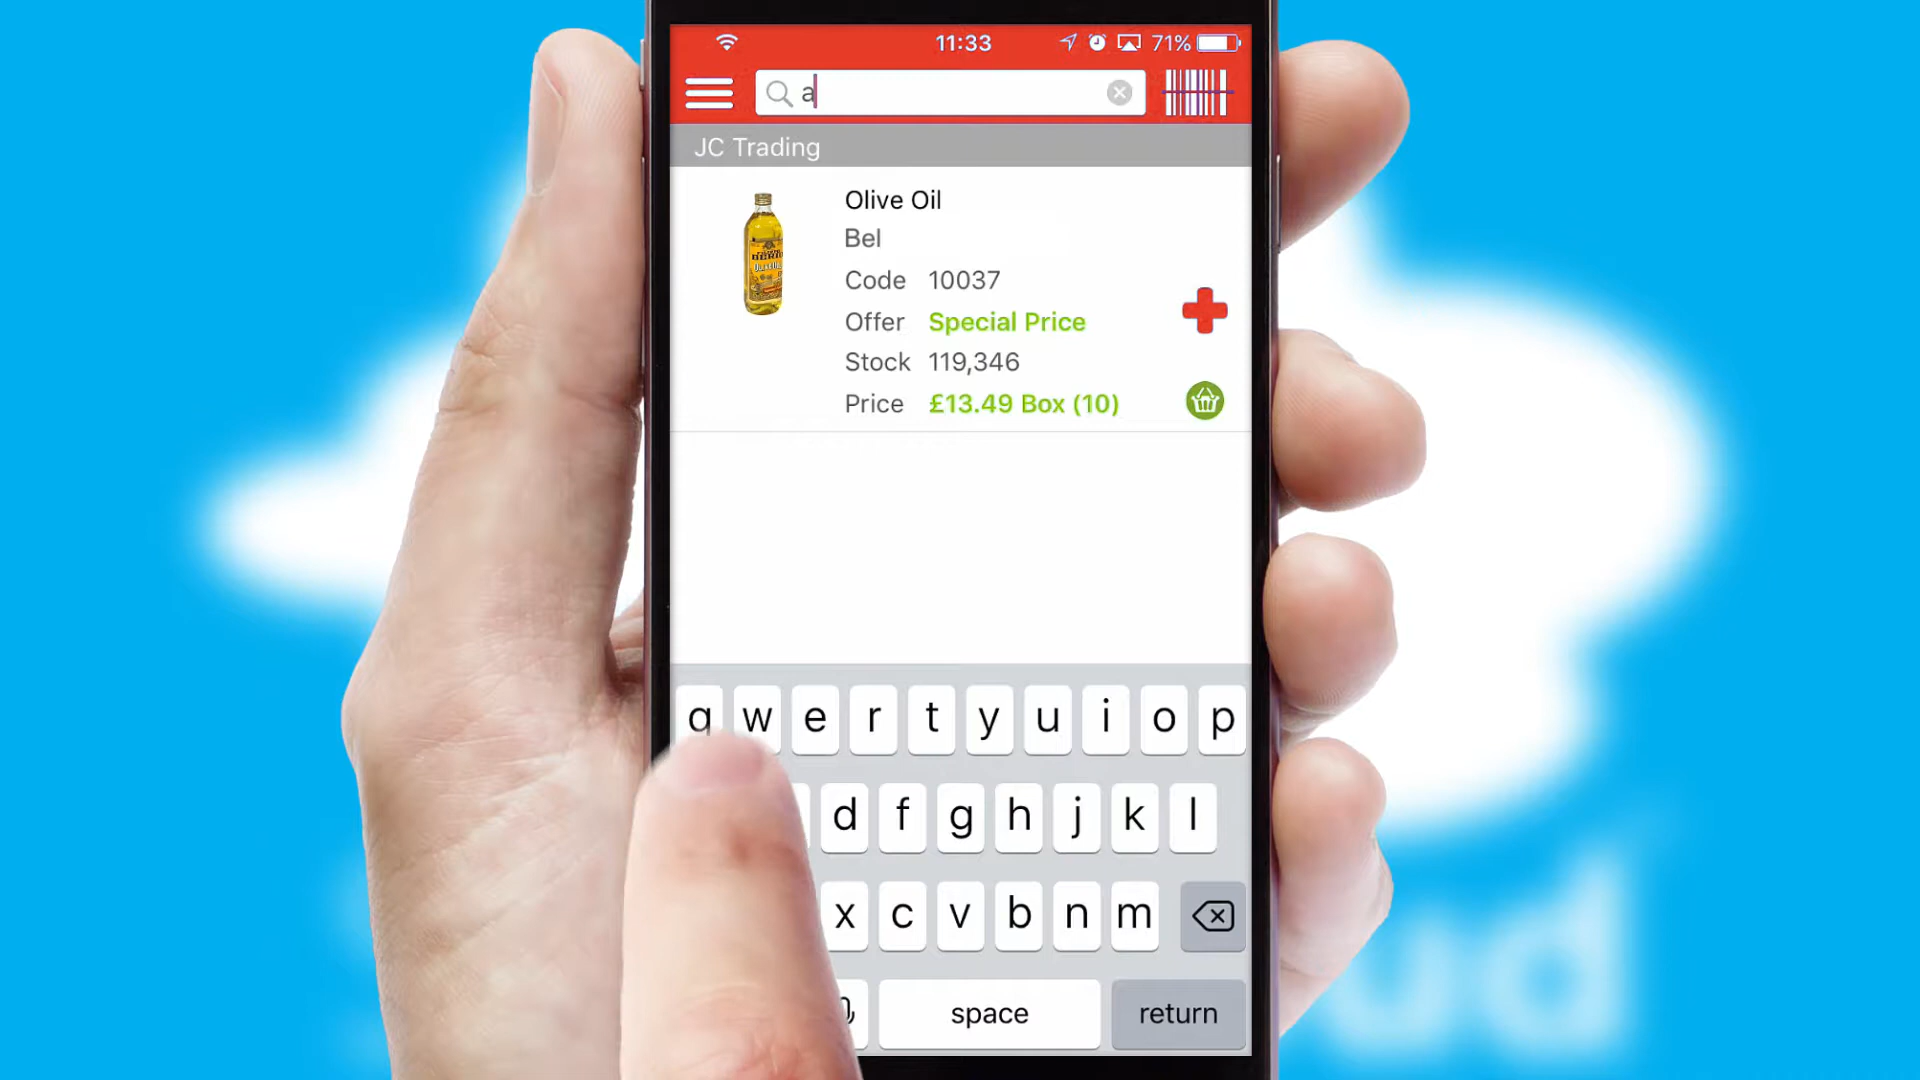 11:33
71%
a
JC Trading
Olive Oil
Bel
Code 10037
Offer Special Price
Stock 119,346
Price £13.49 Box (10)
q w e r t y u i o p
d f g h j k l
x c v b n m
space return